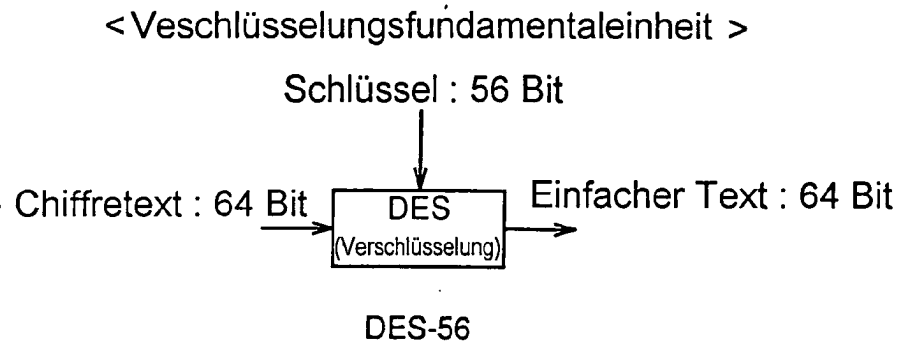 < Veschlüsselungsfundamentaleinheit >
Schlüssel : 56 Bit
Chiffretext : 64 Bit
DES
(Verschlüsselung)
Einfacher Text : 64 Bit
DES-56